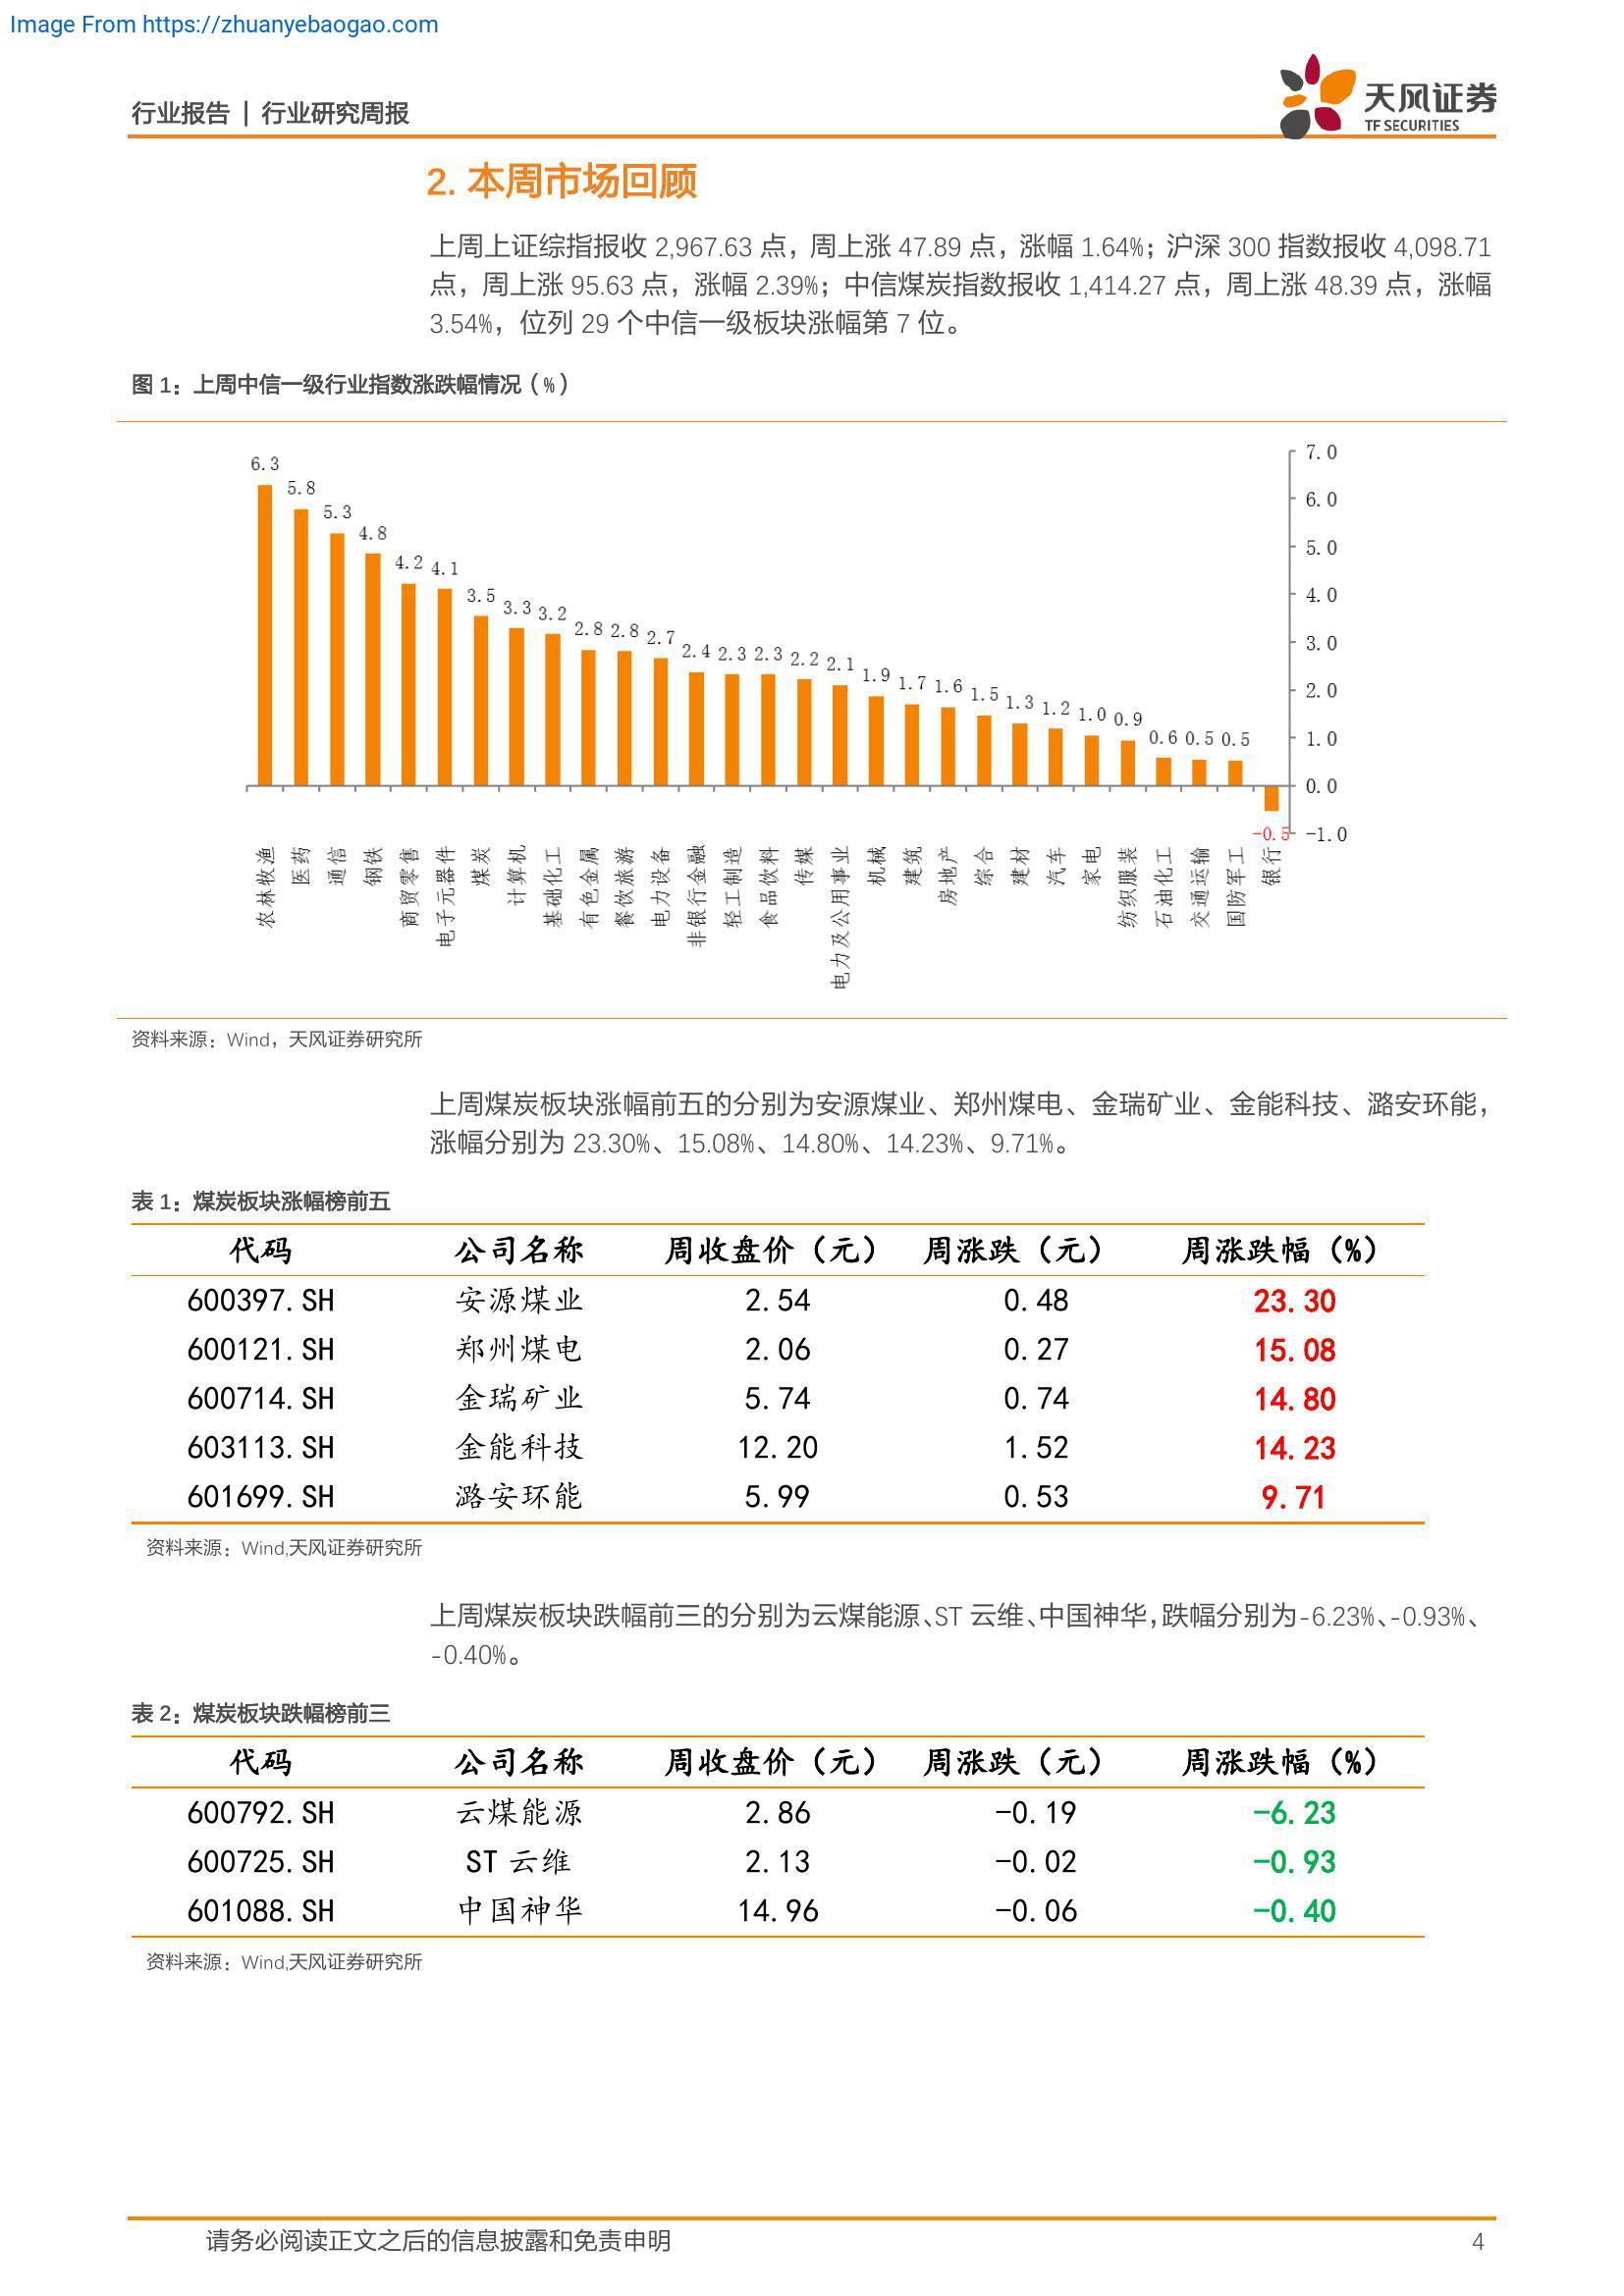 Image From https://zhuanyebaogao.com
行业报告 | 行业研究周报
天风证券
TF SECURITIES
2. 本周市场回顾
上周上证综指报收 2,967.63 点，周上涨 47.89 点，涨幅 1.64%；沪深 300 指数报收 4,098.71
点，周上涨 95.63 点，涨幅 2.39%；中信煤炭指数报收 1,414.27 点，周上涨 48.39 点，涨幅
3.54%，位列 29 个中信一级板块涨幅第 7 位。
图 1：上周中信一级行业指数涨跌幅情况（%）
6.3 5.8 5.3 4.8 4.2 4.1 3.5 3.3 3.2 2.8 2.8 2.7 2.4 2.3 2.3 2.2 2.1 1.9 1.7 1.6 1.5 1.3 1.2 1.0 0.9 0.6 0.5 0.5 -0.5
7.0
6.0
5.0
4.0
3.0
2.0
1.0
0.0
-1.0
农林牧渔
医药
通信
钢铁
商贸零售
电子元器件
煤炭
计算机
基础化工
有色金属
餐饮旅游
电力设备
非银行金融
轻工制造
食品饮料
传媒
电力及公用事业
机械
建筑
房地产
综合
建材
汽车
家电
纺织服装
石油化工
交通运输
国防军工
银行
资料来源：Wind，天风证券研究所
上周煤炭板块涨幅前五的分别为安源煤业、郑州煤电、金瑞矿业、金能科技、潞安环能，
涨幅分别为 23.30%、15.08%、14.80%、14.23%、9.71%。
表 1：煤炭板块涨幅榜前五
代码 公司名称 周收盘价（元） 周涨跌（元） 周涨跌幅（%）
600397.SH 安源煤业 2.54 0.48 23.30
600121.SH 郑州煤电 2.06 0.27 15.08
600714.SH 金瑞矿业 5.74 0.74 14.80
603113.SH 金能科技 12.20 1.52 14.23
601699.SH 潞安环能 5.99 0.53 9.71
资料来源：Wind,天风证券研究所
上周煤炭板块跌幅前三的分别为云煤能源、ST 云维、中国神华，跌幅分别为-6.23%、-0.93%、
-0.40%。
表 2：煤炭板块跌幅榜前三
代码 公司名称 周收盘价（元） 周涨跌（元） 周涨跌幅（%）
600792.SH 云煤能源 2.86 -0.19 -6.23
600725.SH ST 云维 2.13 -0.02 -0.93
601088.SH 中国神华 14.96 -0.06 -0.40
资料来源：Wind,天风证券研究所
请务必阅读正文之后的信息披露和免责申明 4